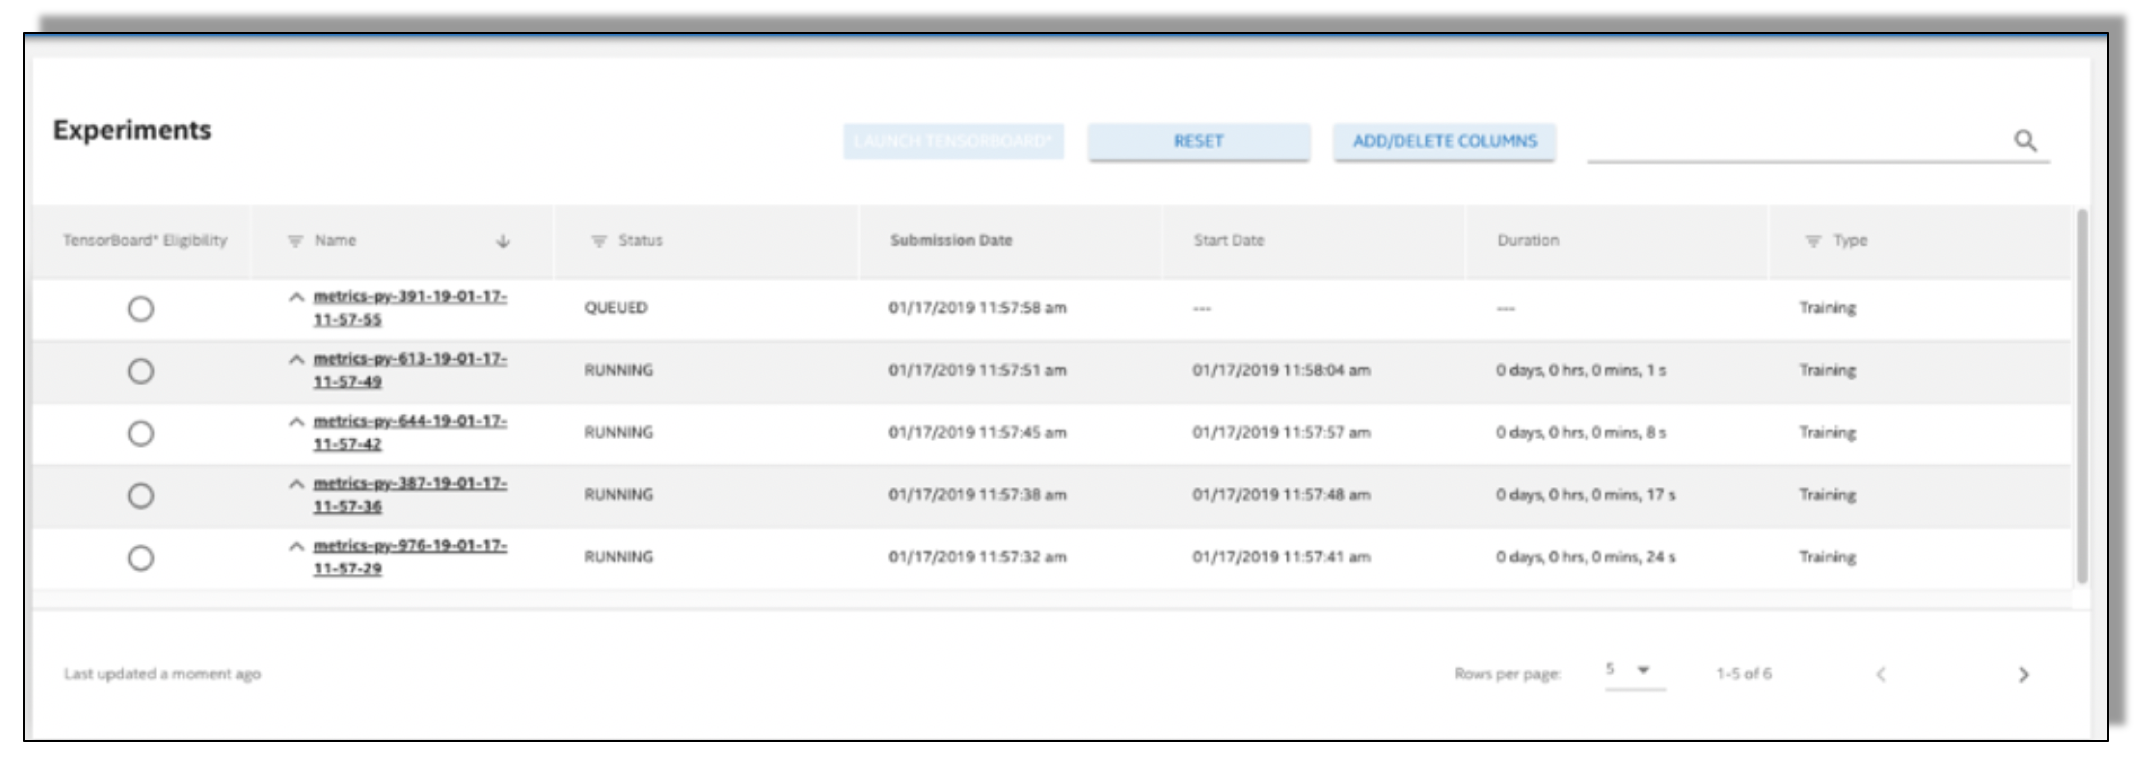 Experiments
LAUNCH TENSORBOARD* RESET ADD/DELETE COLUMNS
TensorBoard* Eligibility Name Status Submission Date Start Date Duration Type
metrics-py-391-19-01-17-
11-57-55 QUEUED 01/17/2019 11:57:58 am --- --- Training
metrics-py-613-19-01-17-
11-57-49 RUNNING 01/17/2019 11:57:51 am 01/17/2019 11:58:04 am 0 days, 0 hrs, 0 mins, 1 s Training
metrics-py-644-19-01-17-
11-57-42 RUNNING 01/17/2019 11:57:45 am 01/17/2019 11:57:57 am 0 days, 0 hrs, 0 mins, 8 s Training
metrics-py-387-19-01-17-
11-57-36 RUNNING 01/17/2019 11:57:38 am 01/17/2019 11:57:48 am 0 days, 0 hrs, 0 mins, 17 s Training
metrics-py-976-19-01-17-
11-57-29 RUNNING 01/17/2019 11:57:32 am 01/17/2019 11:57:41 am 0 days, 0 hrs, 0 mins, 24 s Training
Last updated a moment ago Rows per page: 5 1-5 of 6